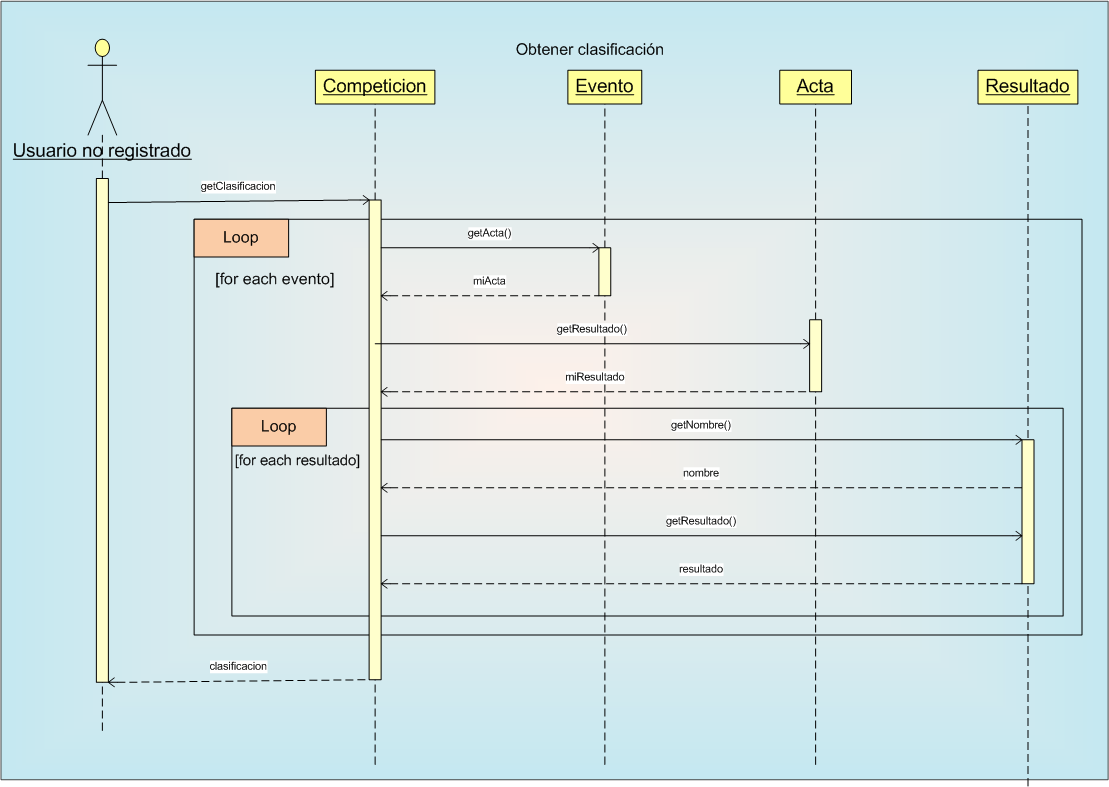 Obtener clasificación
Competicion
Evento
Acta
Resultado
Usuario no registrado
getClasificacion
Loop
getActa()
[for each evento]
miActa
getResultado()
miResultado
Loop
getNombre()
[for each resultado]
nombre
getResultado()
resultado
clasificacion